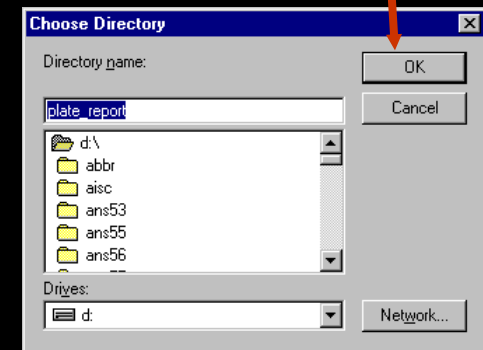 Choose Directory
Directory name:
OK
plate_report
Cancel
d:\
abbr
aisc
ans53
ans55
ans56
Drives:
d:
Network...